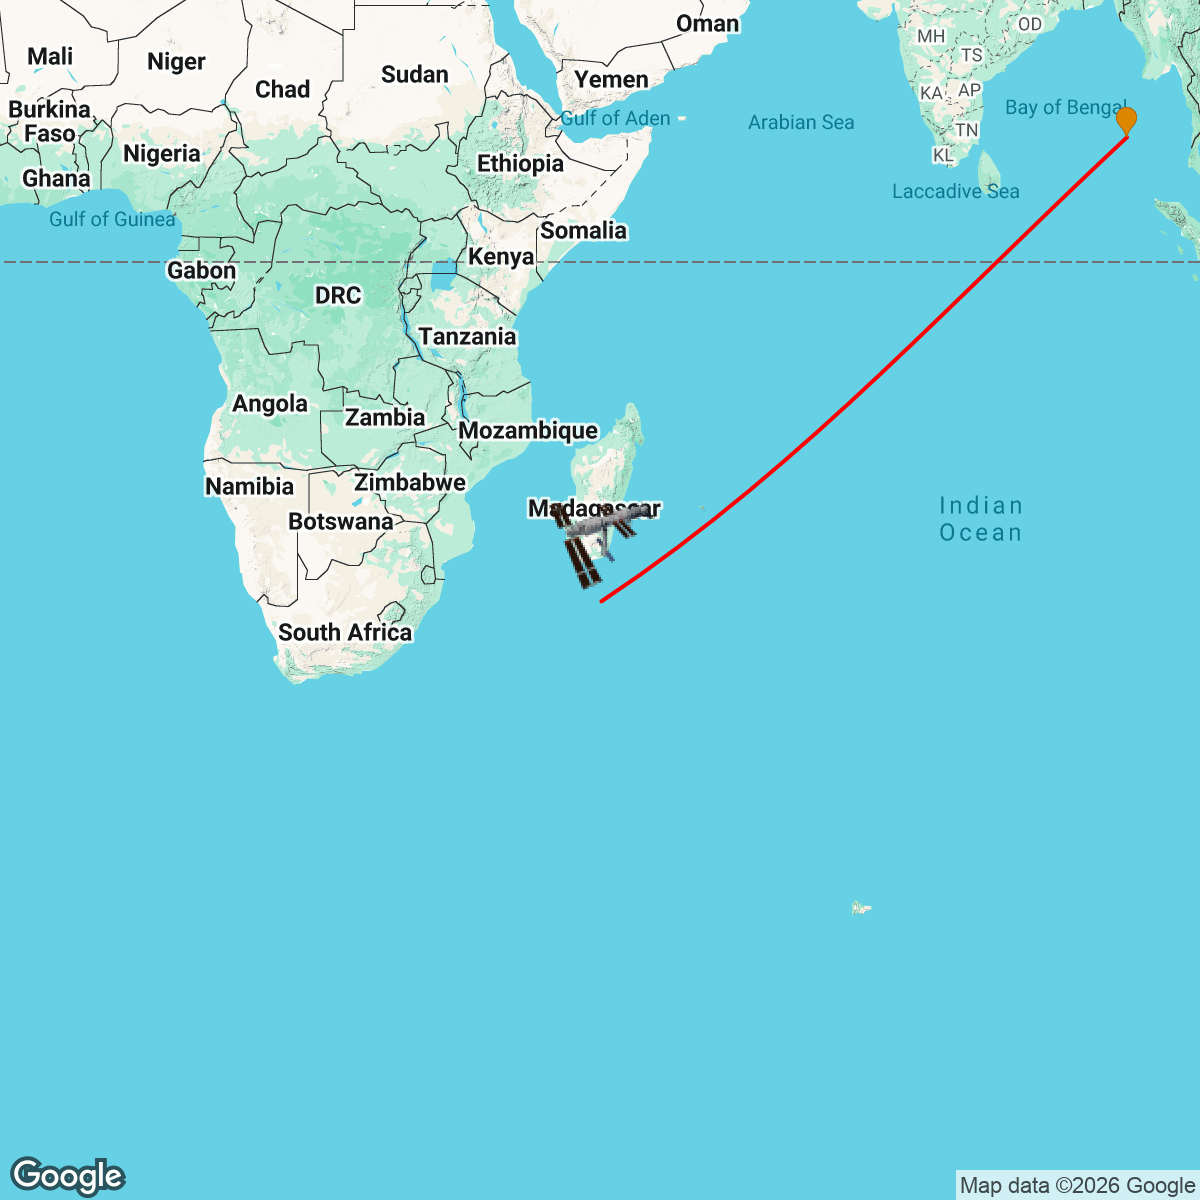 Oman
Mali
Niger
Chad
Sudan
Yemen
Gulf of Aden
Arabian Sea
MH
OD
TS
KA
AP
Bay of Bengal
TN
KL
Laccadive Sea
Burkina
Faso
Nigeria
Ghana
Ethiopia
Gulf of Guinea
Somalia
Kenya
Gabon
DRC
Tanzania
Angola
Zambia
Mozambique
Namibia
Zimbabwe
Botswana
Madagascar
Indian
Ocean
South Africa
Google
Map data ©2026 Google